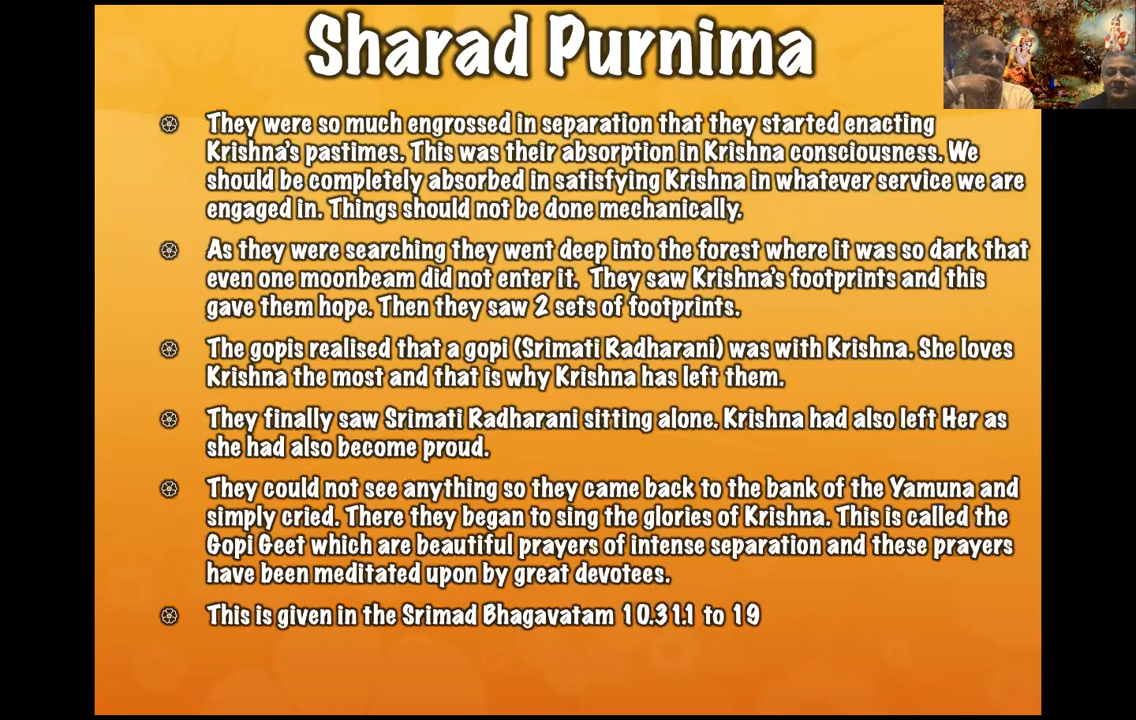 Sharad Purnima
They were so much engrossed in separation that they started enacting
Krishna's pastimes. This was their absorption in Krishna consciousness. We
should be completely absorbed in satisfying Krishna in whatever service we are
engaged in. Things should not be done mechanically.
As they were searching they went deep into the forest where it was so dark that
even one moonbeam did not enter it. They saw Krishna's footprints and this
gave them hope. Then they saw 2 sets of footprints.
The gopis realised that a gopi (Srimati Radharani) was with Krishna. She loves
Krishna the most and that is why Krishna has left them.
They finally saw Srimati Radharani sitting alone. Krishna had also left Her as
she had also become proud.
They could not see anything so they came back to the bank of the Yamuna and
simply cried. There they began to sing the glories of Krishna. This is called the
Gopi Geet which are beautiful prayers of intense separation and these prayers
have been meditated upon by great devotees.
This is given in the Srimad Bhagavatam 10.31.1 to 19